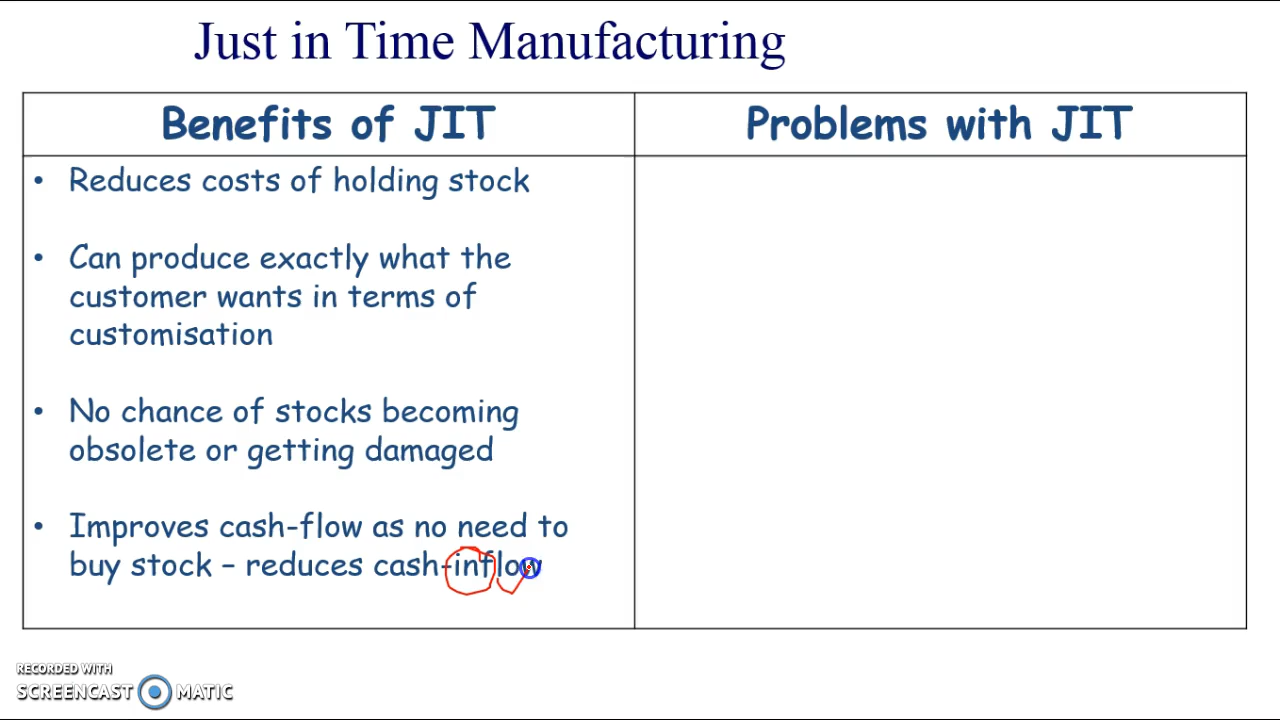 Just in Time Manufacturing
Benefits of JIT
Problems with JIT
• Reduces costs of holding stock
• Can produce exactly what the
customer wants in terms of
customisation
• No chance of stocks becoming
obsolete or getting damaged
• Improves cash-flow as no need to
buy stock – reduces cash-inflow
RECORDED WITH
SCREENCAST MATIC